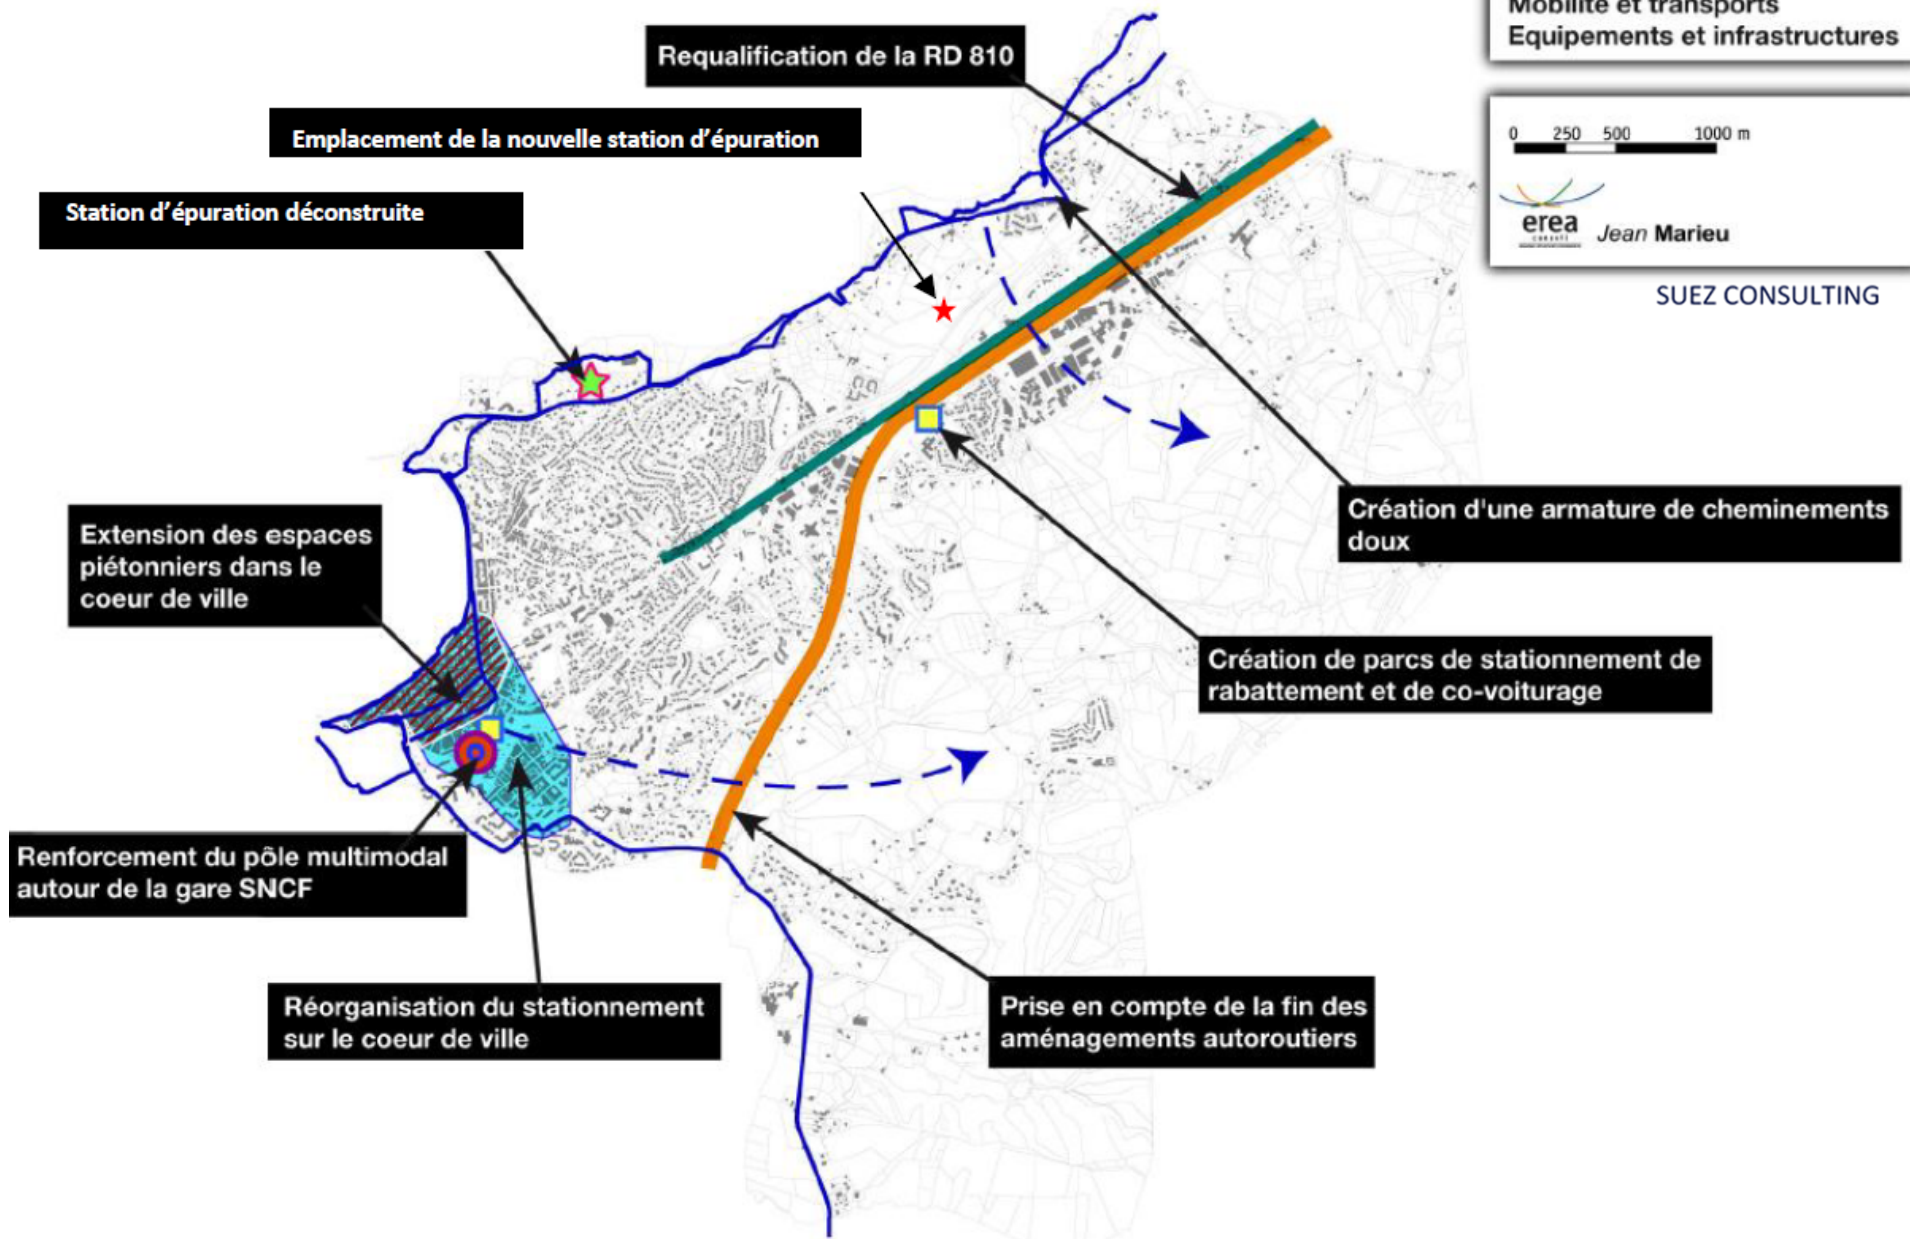 Mobilité et transports
Equipements et infrastructures
Requalification de la RD 810
0 250 500 1000 m
Emplacement de la nouvelle station d'épuration
Station d'épuration déconstruite
erea
Jean Marieu
SUEZ CONSULTING
Extension des espaces
piétonniers dans le
coeur de ville
Création d'une armature de cheminements
doux
Création de parcs de stationnement de
rabattement et de co-voiturage
Renforcement du pôle multimodal
autour de la gare SNCF
Réorganisation du stationnement
sur le coeur de ville
Prise en compte de la fin des
aménagements autoroutiers